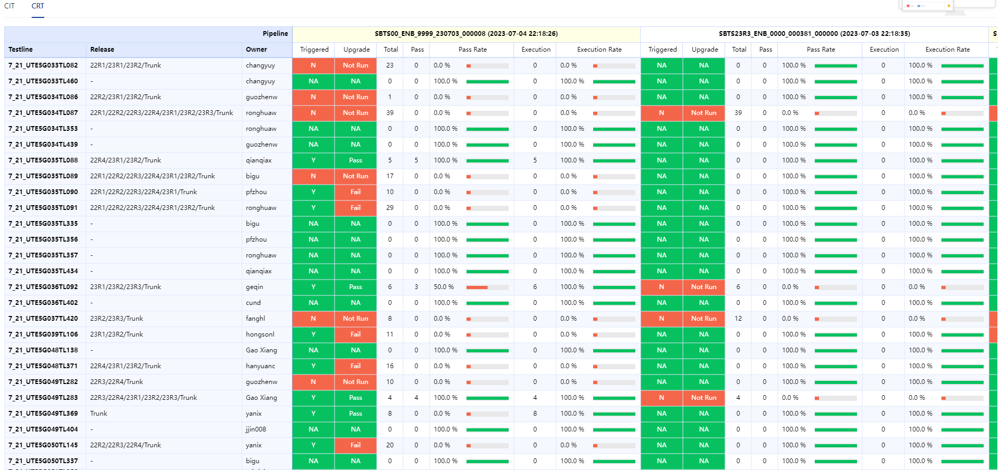 CIT CRT
Pipeline SBTS00_ENB_9999_230703_000008 (2023-07-04 22:18:26) SBTS23R3_ENB_0000_000381_000000 (2023-07-03 22:18:35) S
Testline Release Owner Triggered Upgrade Total Pass Pass Rate Execution Execution Rate Triggered Upgrade Total Pass Pass Rate Execution Execution Rate
7_21_UTE5G033TL082 22R1/23R1/23R2/Trunk changyuy N Not Run 23 0 0.0 % 0 0.0 % NA NA 0 0 100.0 % 0 100.0 %
7_21_UTE5G033TL460 - changyuy NA NA 0 0 100.0 % 0 100.0 % NA NA 0 0 100.0 % 0 100.0 %
7_21_UTE5G034TL086 22R2/23R1/23R2/Trunk guozhenw N Not Run 1 0 0.0 % 0 0.0 % NA NA 0 0 100.0 % 0 100.0 %
7_21_UTE5G034TL087 22R1/22R2/22R3/22R4/23R1/23R2/23R3/Trunk ronghuaw N Not Run 39 0 0.0 % 0 0.0 % N Not Run 39 0 0.0 % 0 0.0 %
7_21_UTE5G034TL353 - ronghuaw NA NA 0 0 100.0 % 0 100.0 % NA NA 0 0 100.0 % 0 100.0 %
7_21_UTE5G034TL439 - guozhenw NA NA 0 0 100.0 % 0 100.0 % NA NA 0 0 100.0 % 0 100.0 %
7_21_UTE5G035TL088 22R4/23R1/23R2/Trunk qianqiax Y Pass 5 5 100.0 % 5 100.0 % NA NA 0 0 100.0 % 0 100.0 %
7_21_UTE5G035TL089 22R1/22R2/22R3/22R4/23R1/23R2/Trunk bigu N Not Run 17 0 0.0 % 0 0.0 % NA NA 0 0 100.0 % 0 100.0 %
7_21_UTE5G035TL090 22R1/22R2/22R3/22R4/23R1/Trunk pfzhou Y Fail 10 0 0.0 % 0 0.0 % NA NA 0 0 100.0 % 0 100.0 %
7_21_UTE5G035TL091 22R1/22R2/22R3/22R4/23R1/23R2/Trunk ronghuaw Y Fail 29 0 0.0 % 0 0.0 % NA NA 0 0 100.0 % 0 100.0 %
7_21_UTE5G035TL335 - bigu NA NA 0 0 100.0 % 0 100.0 % NA NA 0 0 100.0 % 0 100.0 %
7_21_UTE5G035TL356 - pfzhou NA NA 0 0 100.0 % 0 100.0 % NA NA 0 0 100.0 % 0 100.0 %
7_21_UTE5G035TL357 - ronghuaw NA NA 0 0 100.0 % 0 100.0 % NA NA 0 0 100.0 % 0 100.0 %
7_21_UTE5G035TL434 - qianqiax NA NA 0 0 100.0 % 0 100.0 % NA NA 0 0 100.0 % 0 100.0 %
7_21_UTE5G036TL092 23R1/23R2/23R3/Trunk geqin Y Pass 6 3 50.0 % 6 100.0 % N Not Run 6 0 0.0 % 0 0.0 %
7_21_UTE5G036TL402 - cund NA NA 0 0 100.0 % 0 100.0 % NA NA 0 0 100.0 % 0 100.0 %
7_21_UTE5G037TL420 23R2/23R3/Trunk fanghl N Not Run 8 0 0.0 % 0 0.0 % N Not Run 12 0 0.0 % 0 0.0 %
7_21_UTE5G039TL106 23R1/23R2/Trunk hongsonl Y Fail 11 0 0.0 % 0 0.0 % NA NA 0 0 100.0 % 0 100.0 %
7_21_UTE5G048TL138 - Gao Xiang NA NA 0 0 100.0 % 0 100.0 % NA NA 0 0 100.0 % 0 100.0 %
7_21_UTE5G048TL371 22R4/23R1/23R2/Trunk hanyuanc Y Fail 16 0 0.0 % 0 0.0 % NA NA 0 0 100.0 % 0 100.0 %
7_21_UTE5G049TL282 22R3/22R4/Trunk guozhenw N Not Run 10 0 0.0 % 0 0.0 % NA NA 0 0 100.0 % 0 100.0 %
7_21_UTE5G049TL283 22R3/22R4/23R1/23R2/23R3/Trunk Gao Xiang Y Pass 4 4 100.0 % 4 100.0 % N Not Run 4 0 0.0 % 0 0.0 %
7_21_UTE5G049TL369 Trunk yanix Y Pass 8 0 0.0 % 8 100.0 % NA NA 0 0 100.0 % 0 100.0 %
7_21_UTE5G049TL404 - jjin008 NA NA 0 0 100.0 % 0 100.0 % NA NA 0 0 100.0 % 0 100.0 %
7_21_UTE5G050TL145 22R2/22R3/22R4/Trunk yanix Y Fail 20 0 0.0 % 0 0.0 % NA NA 0 0 100.0 % 0 100.0 %
7_21_UTE5G050TL337 - bigu NA NA 0 0 100.0 % 0 100.0 % NA NA 0 0 100.0 % 0 100.0 %